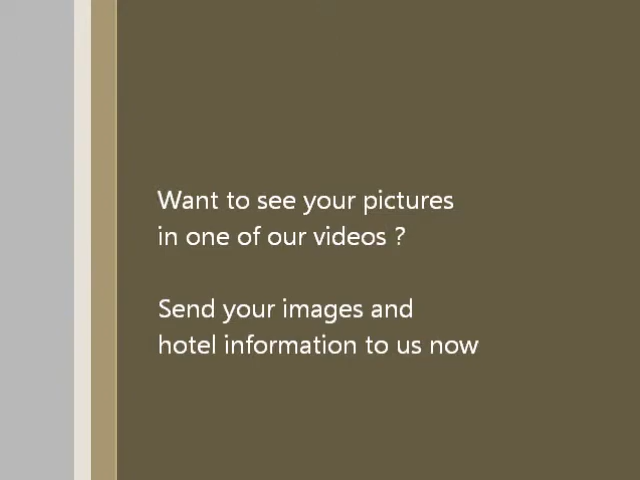 Want to see your pictures
in one of our videos ?
Send your images and
hotel information to us now